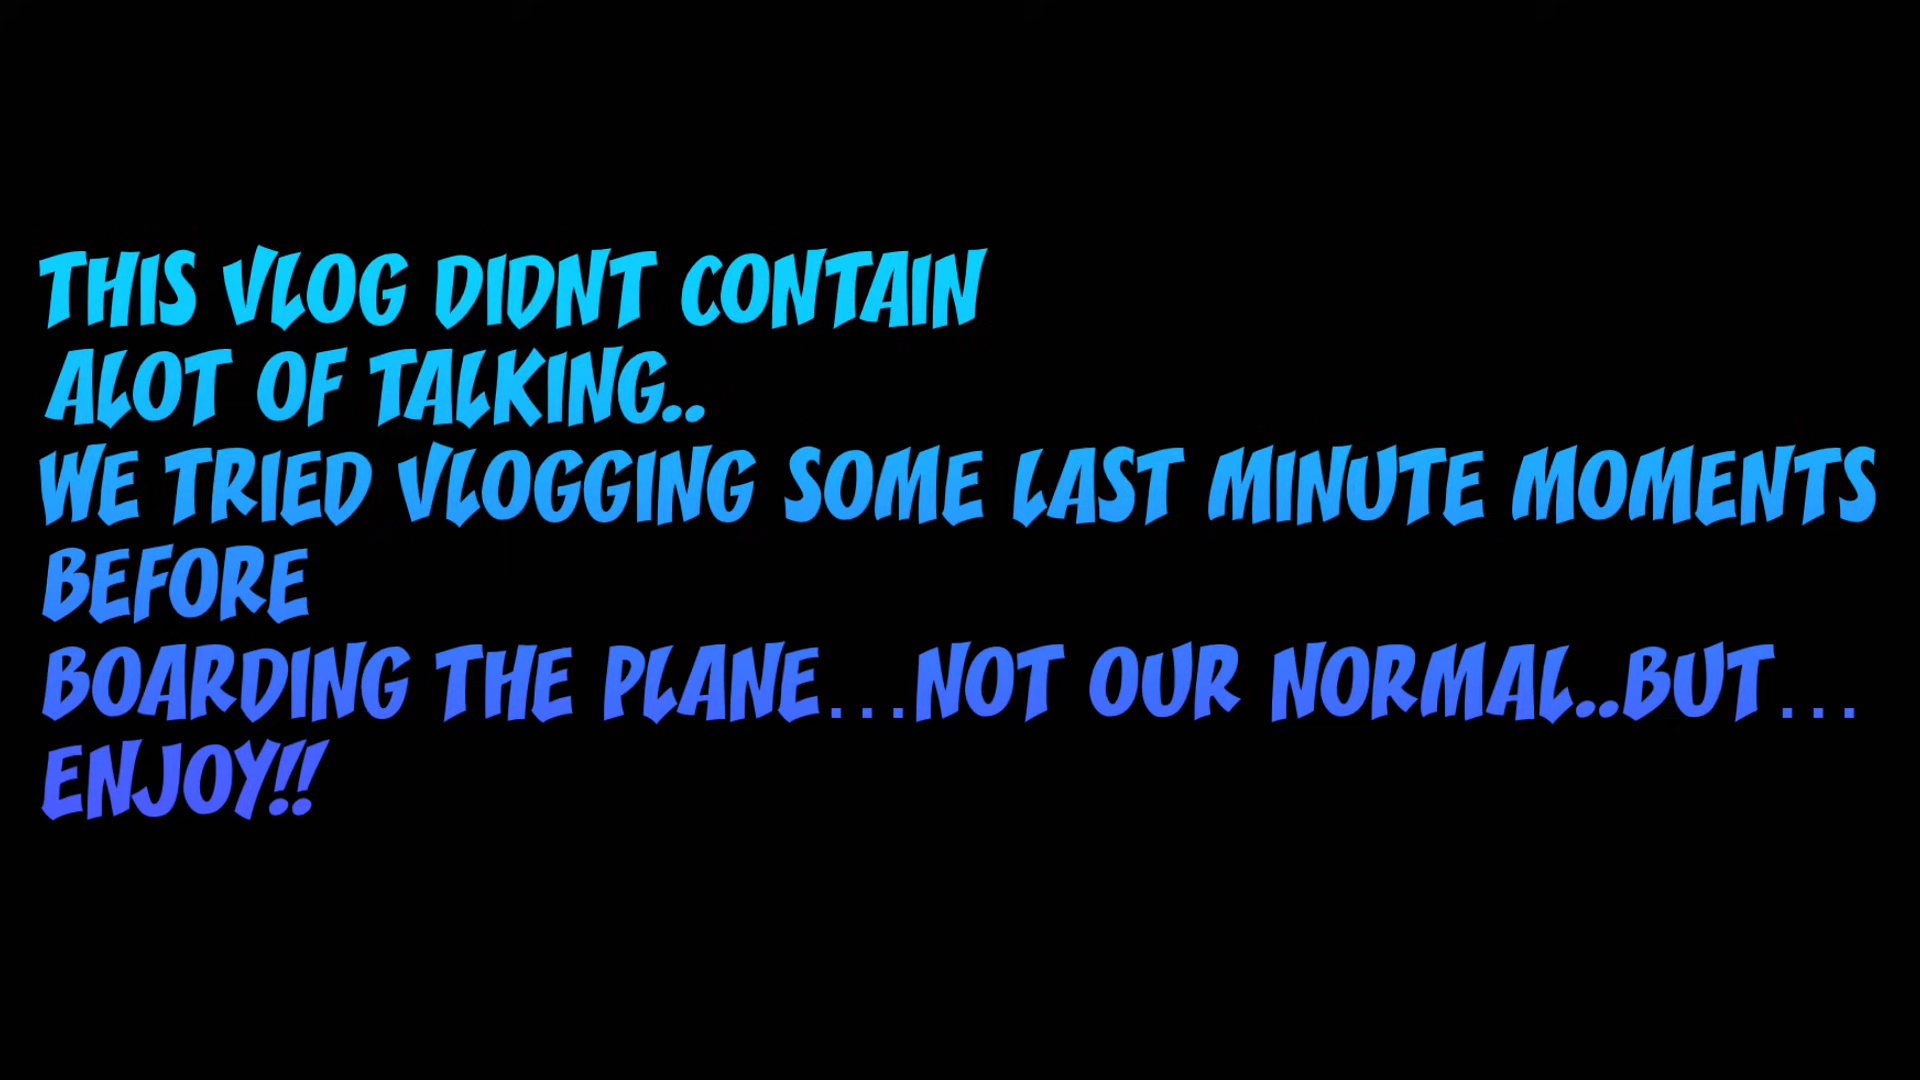 THIS VLOG DIDNT CONTAIN
ALOT OF TALKING..
WE TRIED VLOGGING SOME LAST MINUTE MOMENTS
BEFORE
BOARDING THE PLANE...NOT OUR NORMAL..BUT...
ENJOY!!